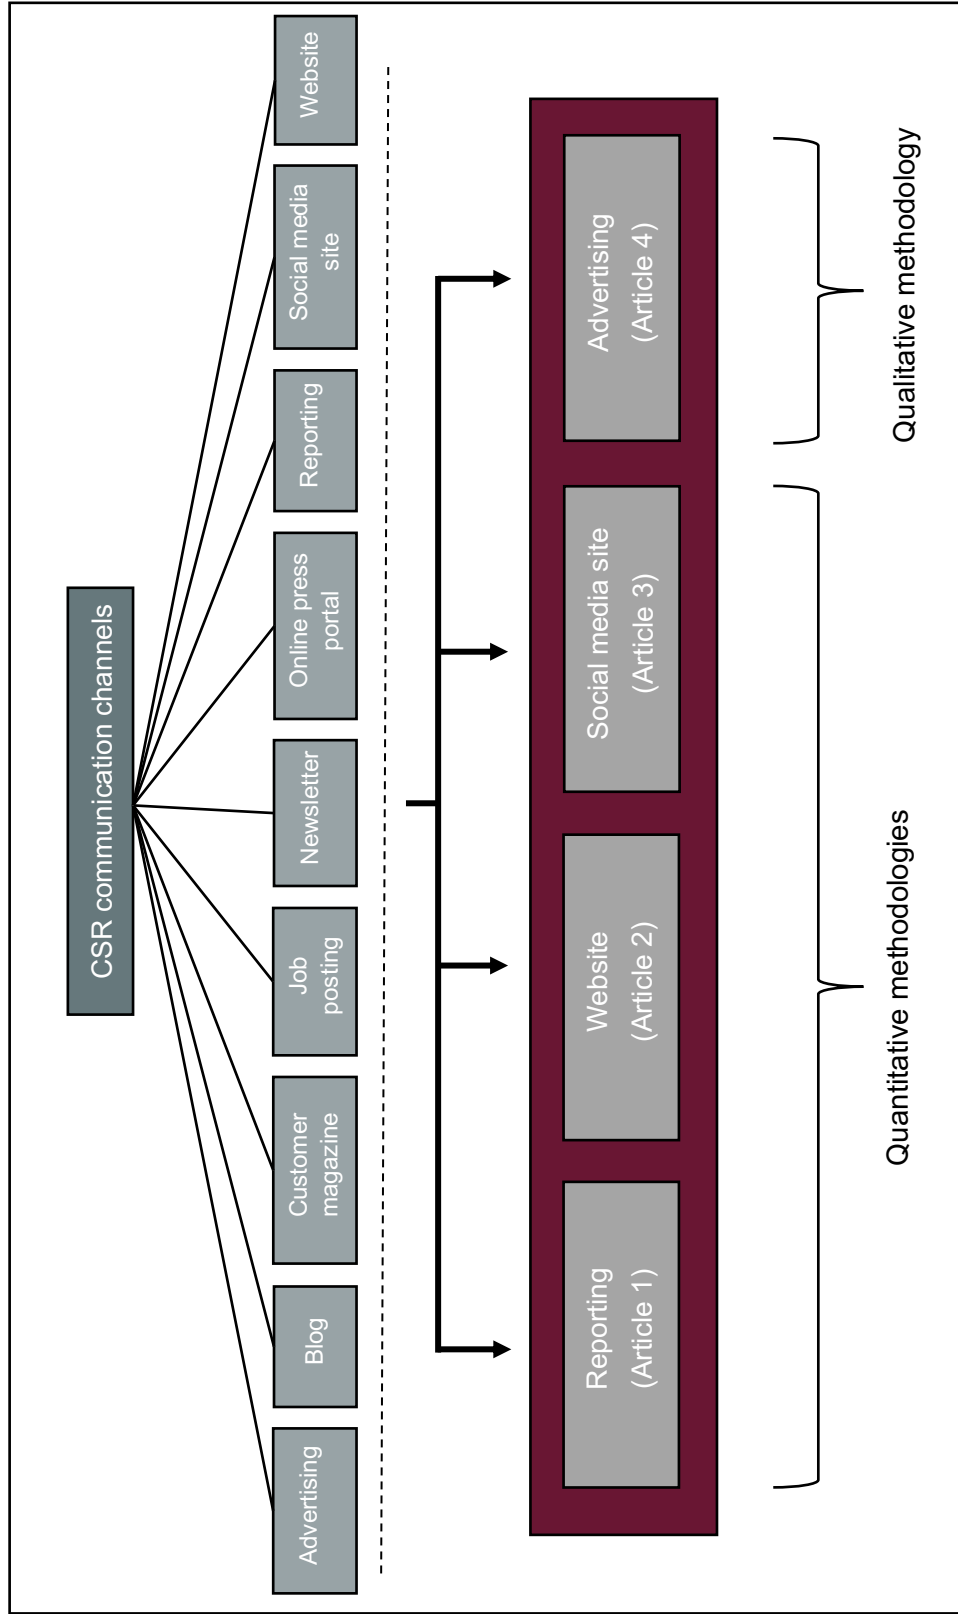 CSR communication channels
Advertising
Blog
Customer
magazine
Job
posting
Newsletter
Online press
portal
Reporting
Social media
site
Website
Reporting
(Article 1)
Website
(Article 2)
Social media site
(Article 3)
Advertising
(Article 4)
Quantitative methodologies
Qualitative methodology